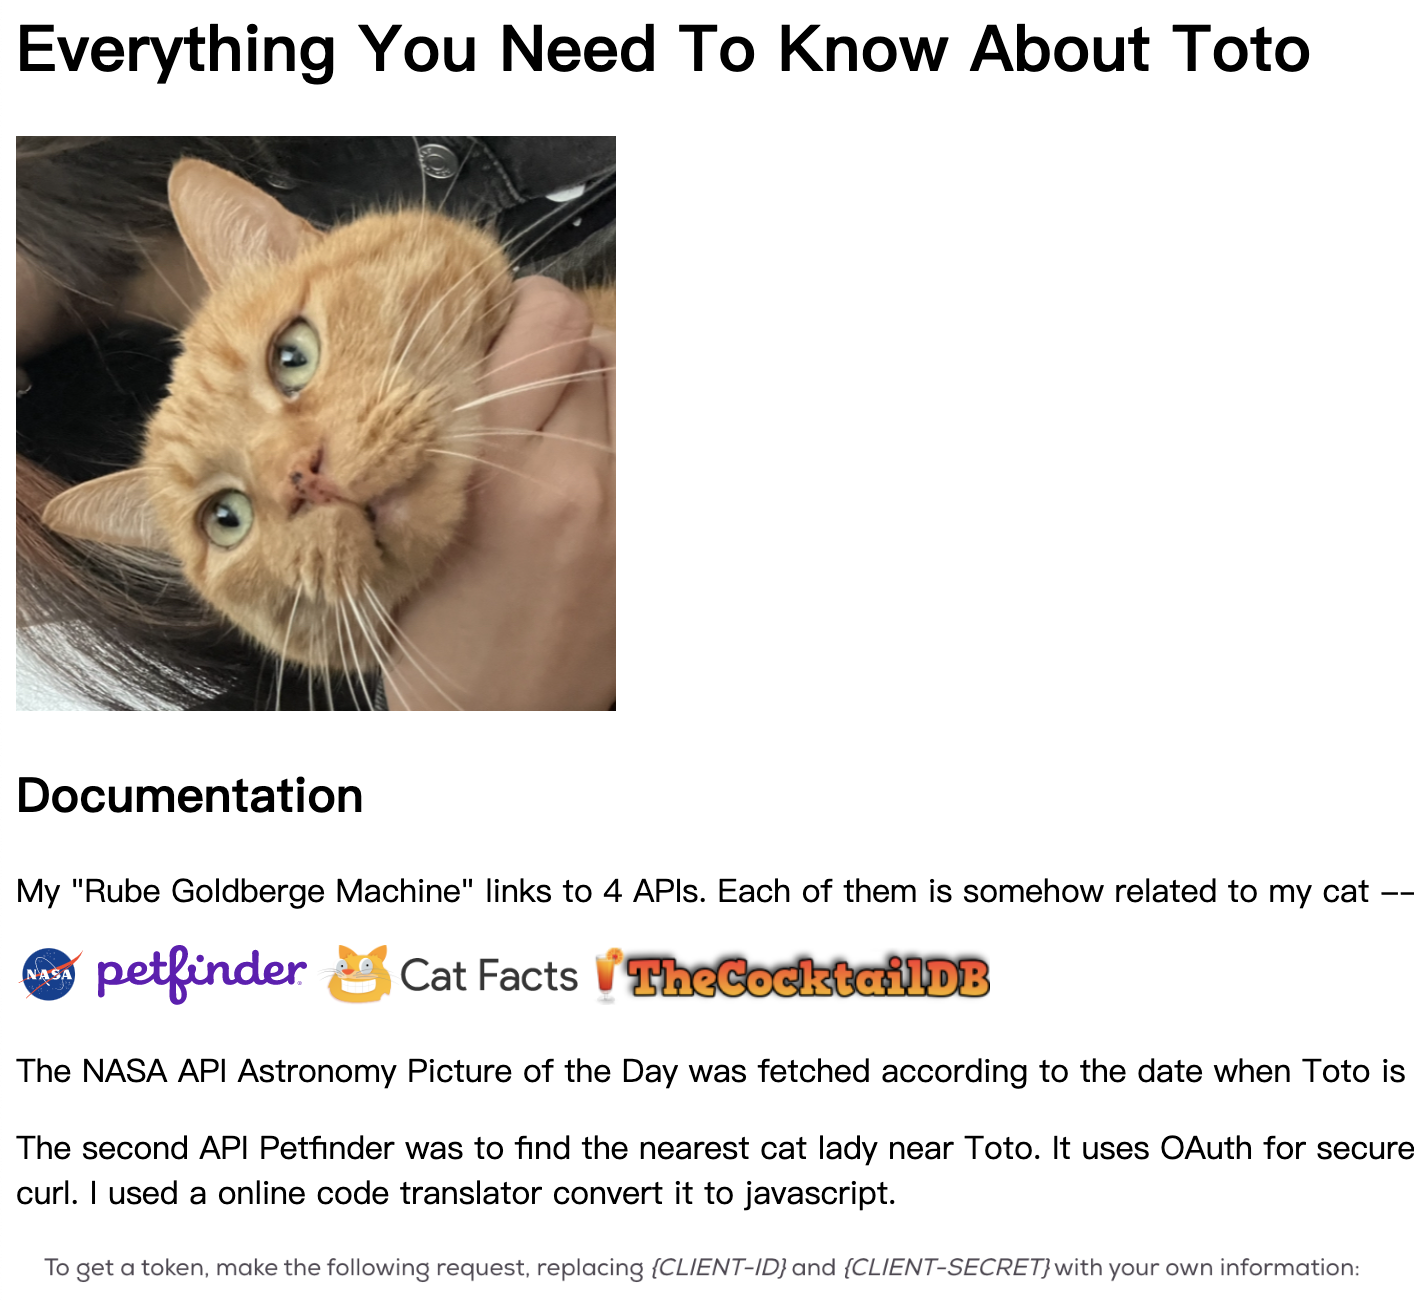 Everything You Need To Know About Toto
Documentation
My "Rube Goldberge Machine" links to 4 APIs. Each of them is somehow related to my cat --
NASA petfinder Cat Facts TheCocktailDB
The NASA API Astronomy Picture of the Day was fetched according to the date when Toto is
The second API Petfinder was to find the nearest cat lady near Toto. It uses OAuth for secure
curl. I used a online code translator convert it to javascript.
To get a token, make the following request, replacing {CLIENT-ID} and {CLIENT-SECRET} with your own information: